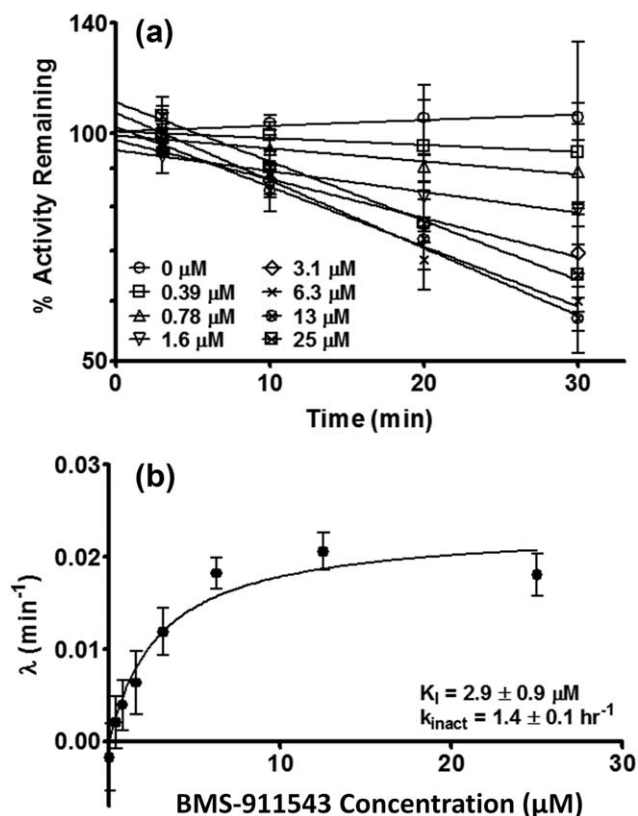 (a)
140
100
50
% Activity Remaining
0 μM
0.39 μM
0.78 μM
1.6 μM
3.1 μM
6.3 μM
13 μM
25 μM
0 10 20 30
Time (min)
(b)
0.03
0.02
0.01
0.00
λ (min⁻¹)
K_I = 2.9 ± 0.9 μM
k_inact = 1.4 ± 0.1 hr⁻¹
10 20 30
BMS-911543 Concentration (μM)